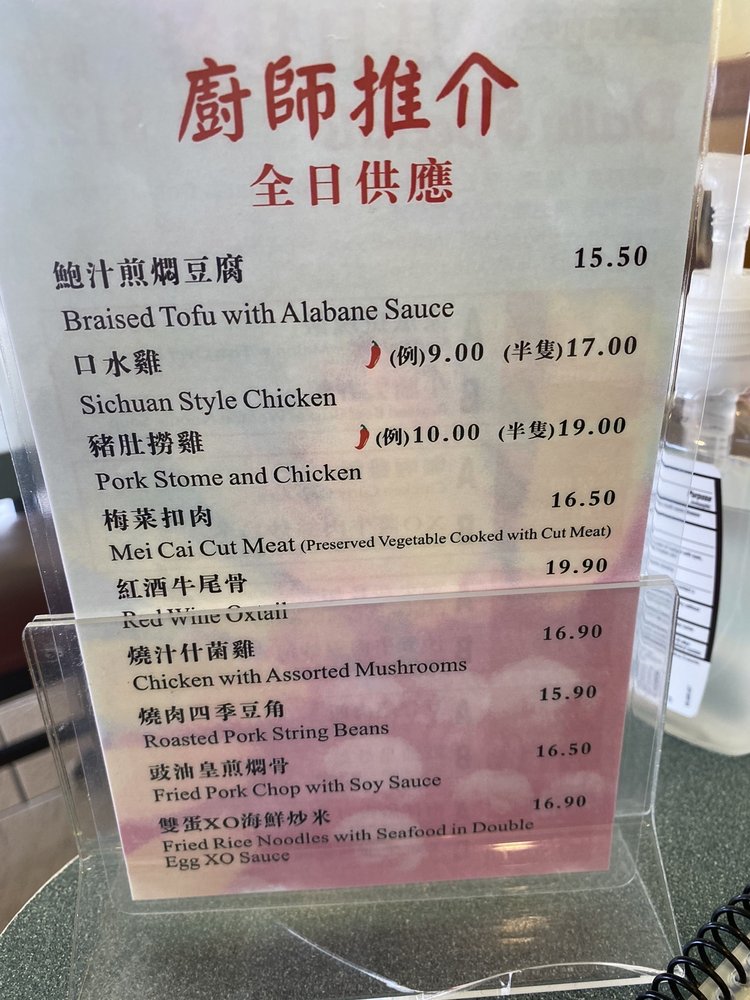 廚師推介
全日供應
鮑汁煎燜豆腐 15.50
Braised Tofu with Alabane Sauce
口水雞 (例)9.00 (半隻)17.00
Sichuan Style Chicken
豬肚撈雞 (例)10.00 (半隻)19.00
Pork Stome and Chicken
梅菜扣肉 16.50
Mei Cai Cut Meat (Preserved Vegetable Cooked with Cut Meat)
紅酒牛尾骨 19.90
Red Wine Oxtail
燒汁什菌雞 16.90
Chicken with Assorted Mushrooms
燒肉四季豆角 15.90
Roasted Pork String Beans
豉油皇煎燜骨 16.50
Fried Pork Chop with Soy Sauce
雙蛋XO海鮮炒米 16.90
Fried Rice Noodles with Seafood in Double
Egg XO Sauce
Purpose